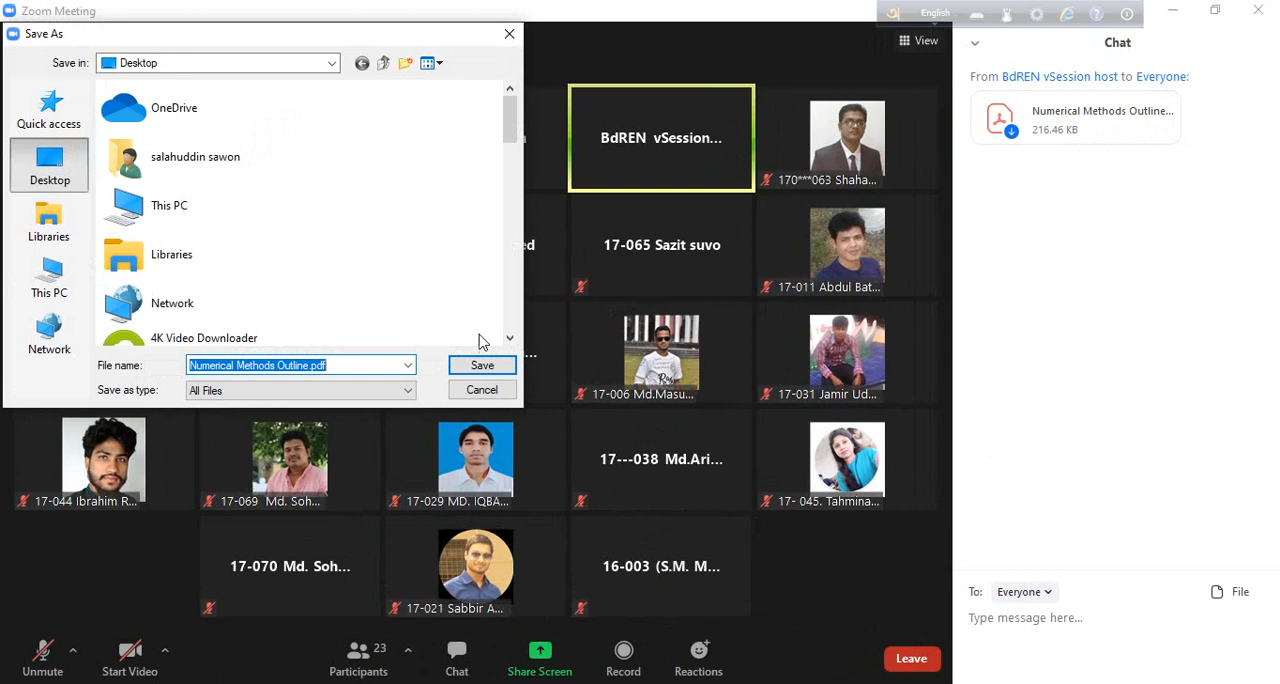 Zoom Meeting
English
Save As
Save in:
Desktop
Quick access
Desktop
Libraries
This PC
Network
OneDrive
salahuddin sawon
This PC
Libraries
Network
4K Video Downloader
File name:
Numerical Methods Outline.pdf
Save
Save as type:
All Files
Cancel
View
BdREN vSession...
170***063 Shaha...
ed
17-065 Sazit suvo
17-011 Abdul Bat...
17-006 Md.Masu...
17-031 Jamir Ud...
17-044 Ibrahim R...
17-069 Md. Soh...
17-029 MD. IQBA...
17---038 Md.Ari...
17- 045. Tahmina...
17-070 Md. Soh...
17-021 Sabbir A...
16-003 (S.M. M...
Unmute
Start Video
23
Participants
Chat
Share Screen
Record
Reactions
Leave
Chat
From BdREN vSession host to Everyone:
Numerical Methods Outline...
216.46 KB
To:
Everyone
File
Type message here...